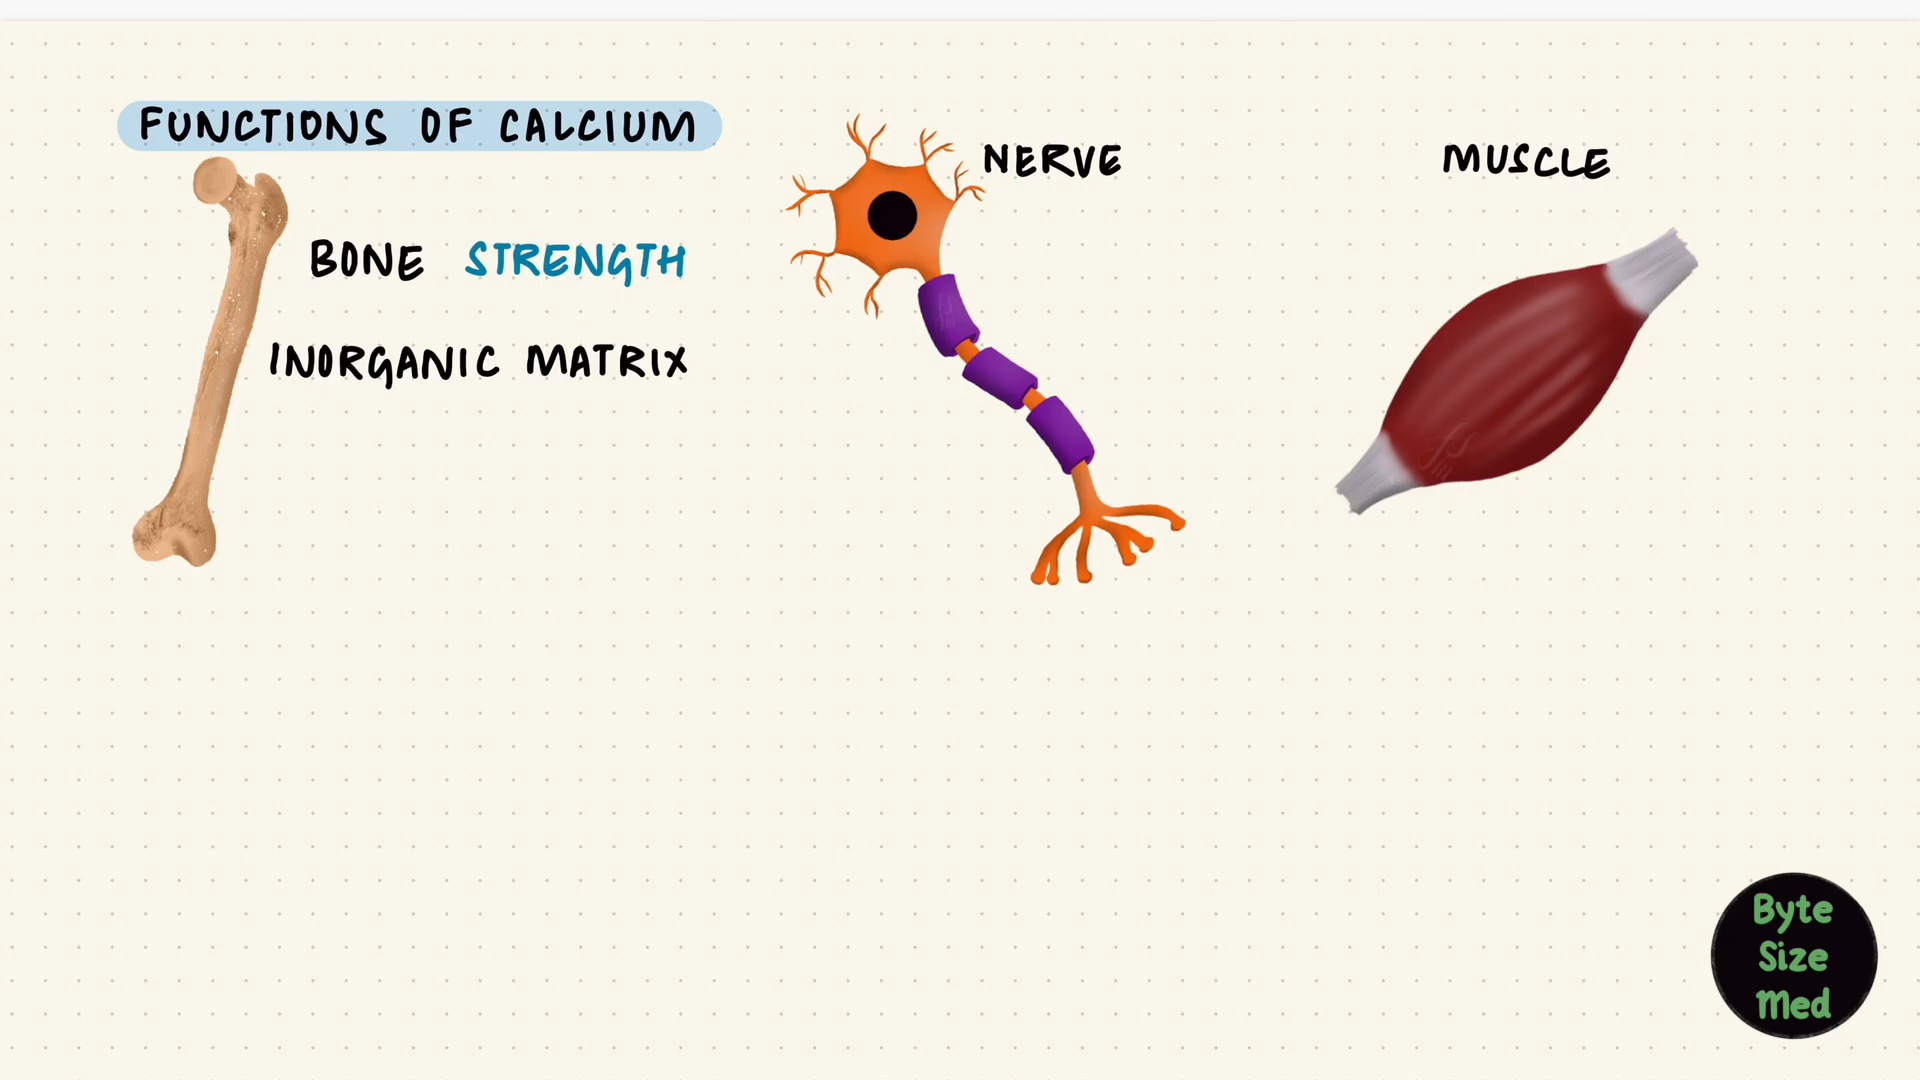 FUNCTIONS OF CALCIUM
BONE STRENGTH
INORGANIC MATRIX
NERVE
MUSCLE
Byte
Size
Med